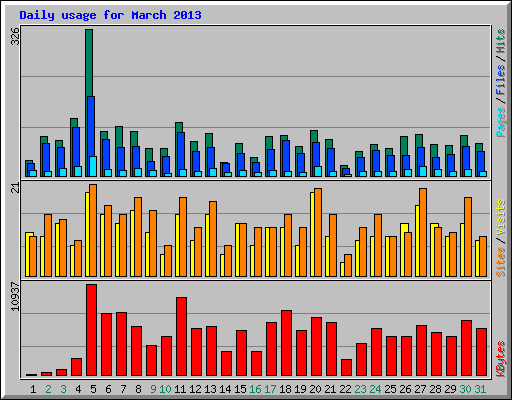 Daily usage for March 2013
326
Pages / Files / Hits
21
Sites / Visits
10937
KBytes
1 2 3 4 5 6 7 8 9 10 11 12 13 14 15 16 17 18 19 20 21 22 23 24 25 26 27 28 29 30 31